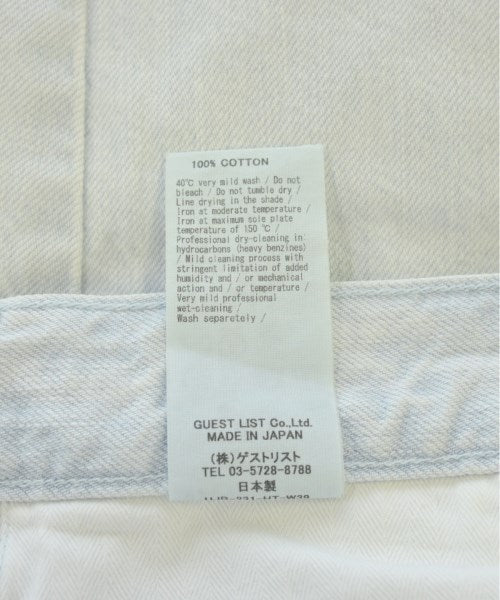 100% COTTON
40℃ very mild wash / Do not
bleach / Do not tumble dry /
Line drying in the shade /
Iron at moderate temperature /
Iron at maximum sole plate
temperature of 150 ℃ /
Professional dry-cleaning in
hydrocarbons (heavy benzines)
/ Mild cleaning process with
stringent limitation of added
humidity and / or mechanical
action and / or temperature /
Very mild professional
wet-cleaning /
Wash separately /
GUEST LIST Co.,Ltd.
MADE IN JAPAN
(株)ゲストリスト
TEL 03-5728-8788
日本製